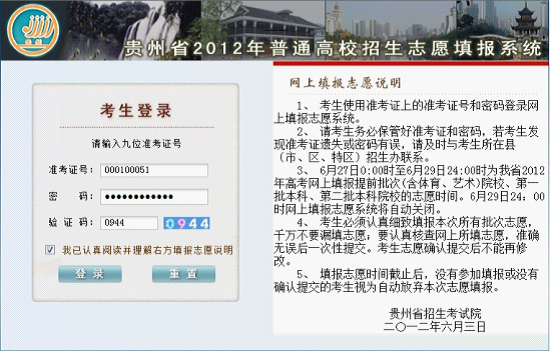 贵州省2012年普通高校招生志愿填报系统
考生登录
请输入九位准考证号
准考证号: 000100051
密 码: ●●●●●●●●●●●●
验 证 码: 0944 0944
我已认真阅读并理解右方填报志愿说明
登 录 重 置
网上填报志愿说明
1、 考生使用准考证上的准考证号和密码登录网
上填报志愿系统。
2、 请考生务必保管好准考证和密码，若考生发
现准考证遗失或密码有误，请及时与考生所在县
（市、区、特区）招生办联系。
3、 6月27日0:00时至6月29日24:00时为我省2012
年高考网上填报提前批次(含体育、艺术)院校、第一
批本科、第二批本科院校的志愿时间。6月29日24：00
时网上填报志愿系统将自动关闭。
4、 考生必须认真细致填报本次所有批次志愿，
千万不要漏填志愿；要认真核查网上所填志愿，准确
无误后一次性提交。考生志愿确认提交后不能再修
改。
5、 填报志愿时间截止后，没有参加填报或没有
确认提交的考生视为自动放弃本次志愿填报。
贵州省招生考试院
二〇一二年六月三日